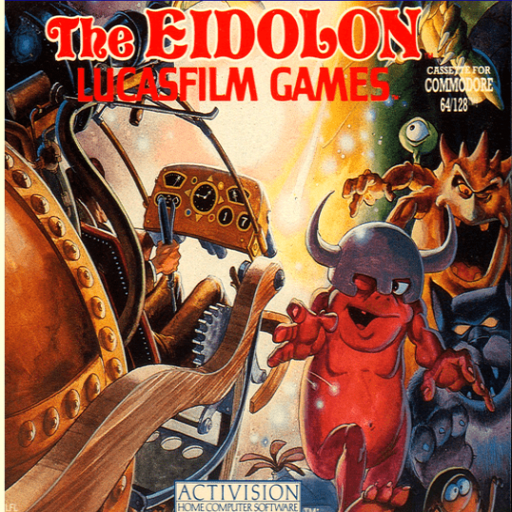 The EIDOLON
LUCASFILM GAMES.
CASSETTE FOR
COMMODORE
64/128
ACTIVISION
HOME COMPUTER SOFTWARE